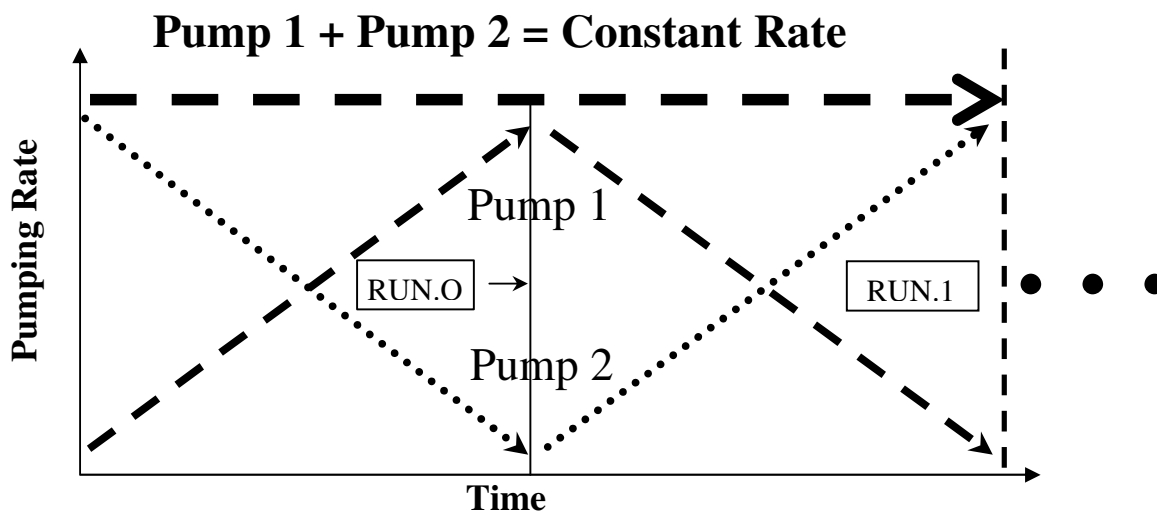 Pump 1 + Pump 2 = Constant Rate
Pumping Rate
Pump 1
RUN.O
RUN.1
Pump 2
Time